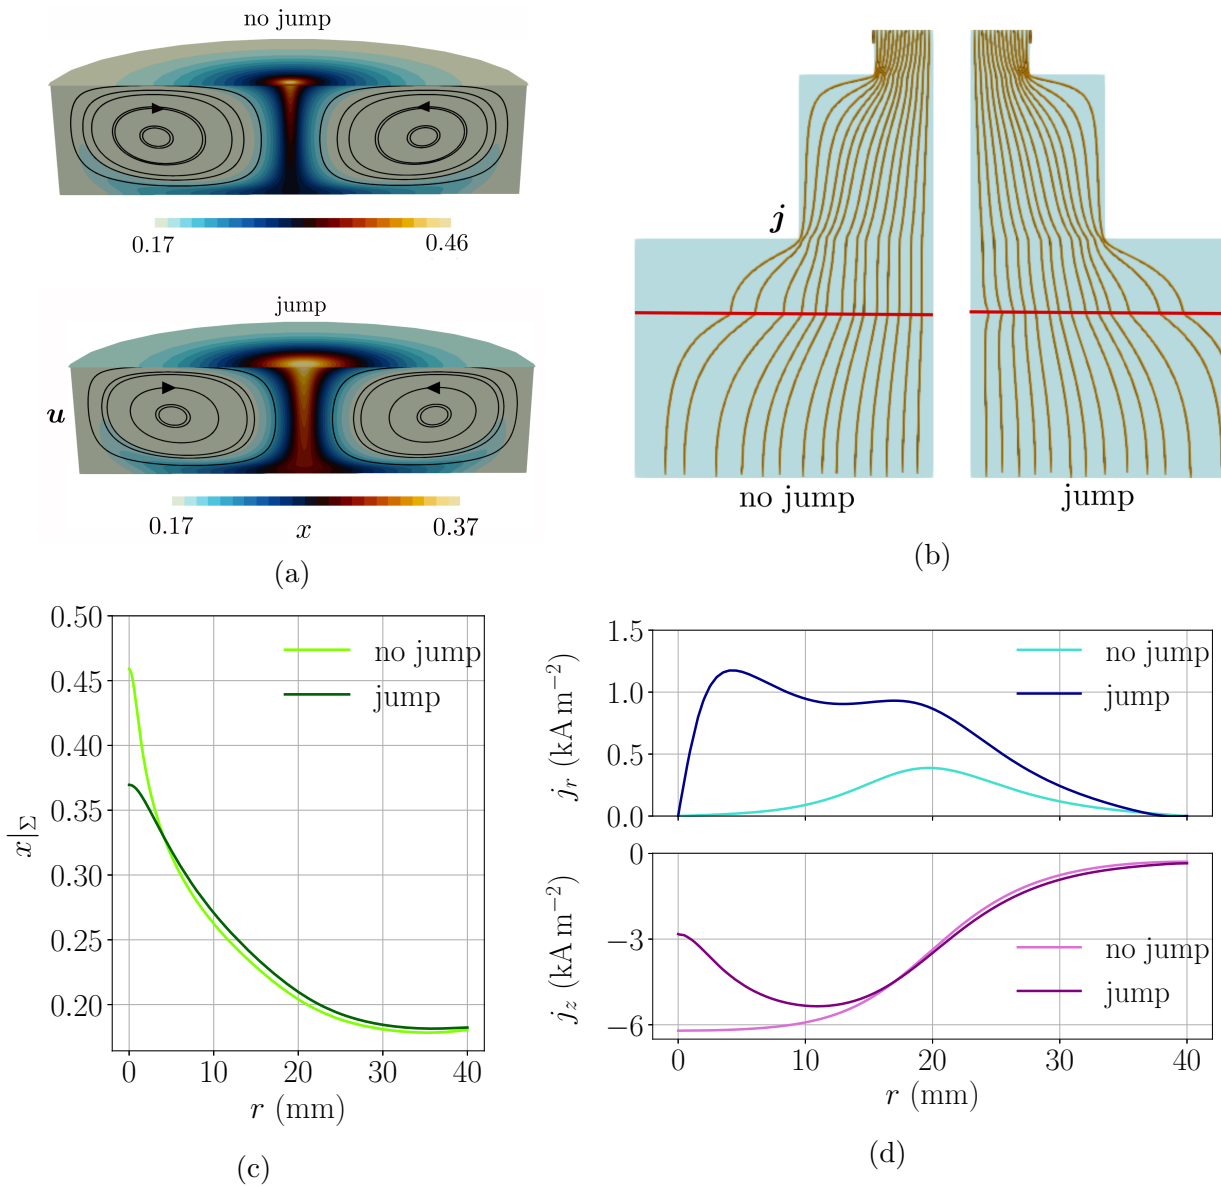 no jump
0.17 0.46
jump
u
0.17 x 0.37
(a)
j
no jump jump
(b)
0.50
0.45
0.40
0.35
0.30
0.25
0.20
x|Σ
no jump
jump
0 10 20 30 40
r (mm)
(c)
1.5
1.0
0.5
0.0
j_r (kA m⁻²)
no jump
jump
0
−3
−6
j_z (kA m⁻²)
no jump
jump
0 10 20 30 40
r (mm)
(d)